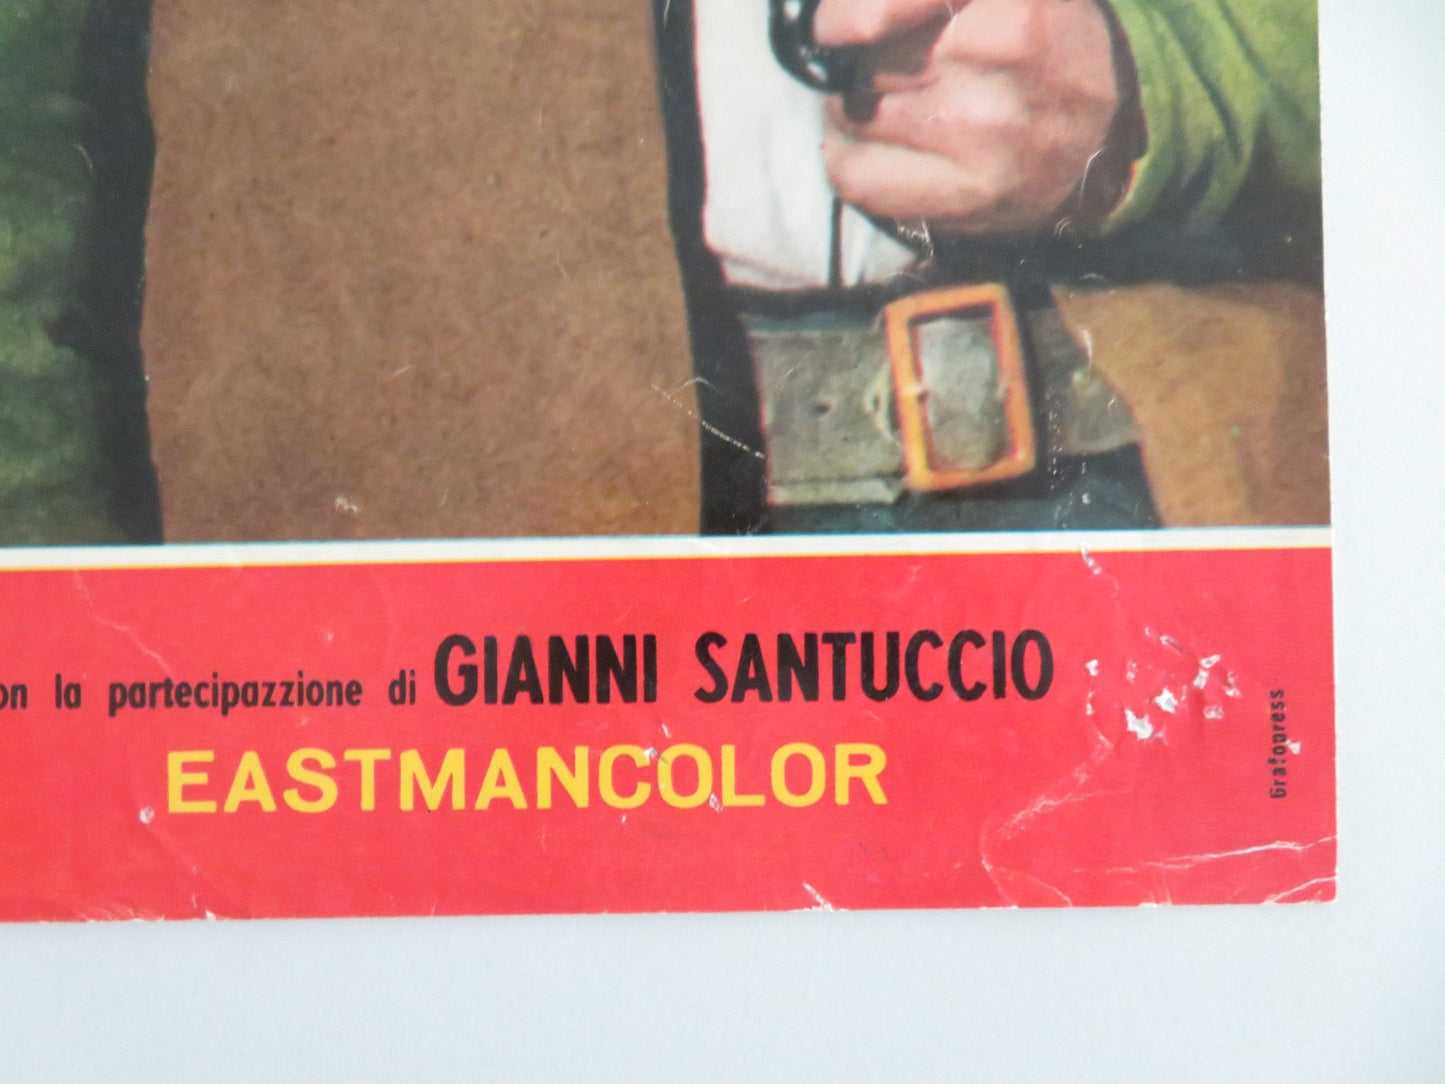 on la partecipazzione di GIANNI SANTUCCIO
EASTMANCOLOR
Grafopress